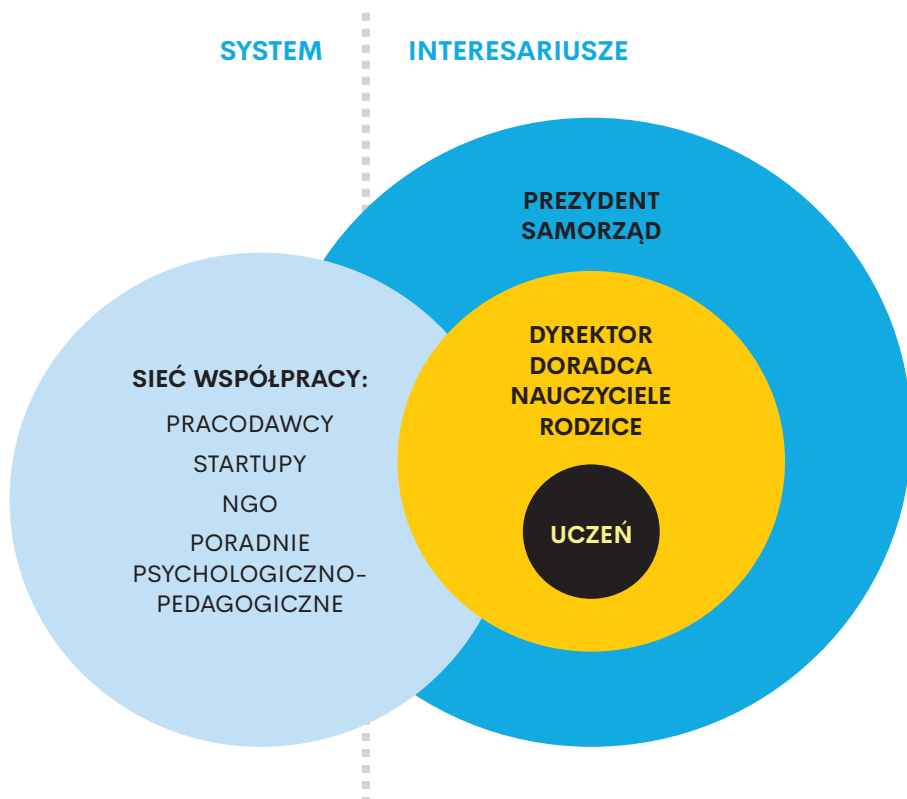 SYSTEM
INTERESARIUSZE
PREZYDENT
SAMORZĄD
DYREKTOR
DORADCA
NAUCZYCIELE
RODZICE
UCZEŃ
SIEĆ WSPÓŁPRACY:
PRACODAWCY
STARTUPY
NGO
PORADNIE
PSYCHOLOGICZNO-
PEDAGOGICZNE